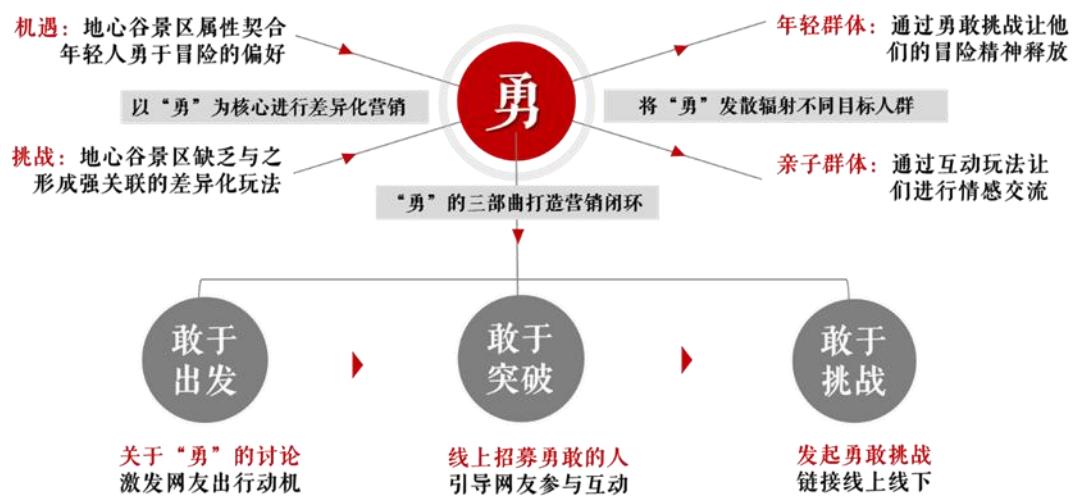 机遇：地心谷景区属性契合
年轻人勇于冒险的偏好
以“勇”为核心进行差异化营销
挑战：地心谷景区缺乏与之
形成强关联的差异化玩法
勇
年轻群体：通过勇敢挑战让他
们的冒险精神释放
将“勇”发散辐射不同目标人群
亲子群体：通过互动玩法让
们进行情感交流
“勇”的三部曲打造营销闭环
敢于
出发
敢于
突破
敢于
挑战
关于“勇”的讨论
激发网友出行动机
线上招募勇敢的人
引导网友参与互动
发起勇敢挑战
链接线上线下